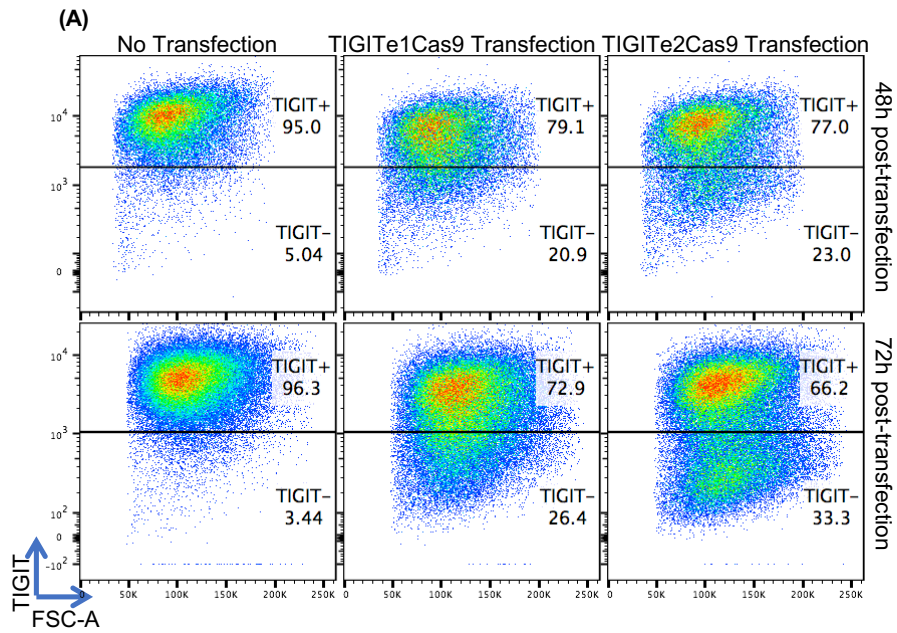 (A)
No Transfection TIGITe1Cas9 Transfection TIGITe2Cas9 Transfection
48h post-transfection
10⁴
10³
0
TIGIT+
95.0
TIGIT−
5.04
TIGIT+
79.1
TIGIT−
20.9
TIGIT+
77.0
TIGIT−
23.0
72h post-transfection
10⁴
10³
10²
0
-10²
TIGIT+
96.3
TIGIT−
3.44
TIGIT+
72.9
TIGIT−
26.4
TIGIT+
66.2
TIGIT−
33.3
0 50K 100K 150K 200K 250K
0 50K 100K 150K 200K 250K
0 50K 100K 150K 200K 250K
TIGIT
FSC-A